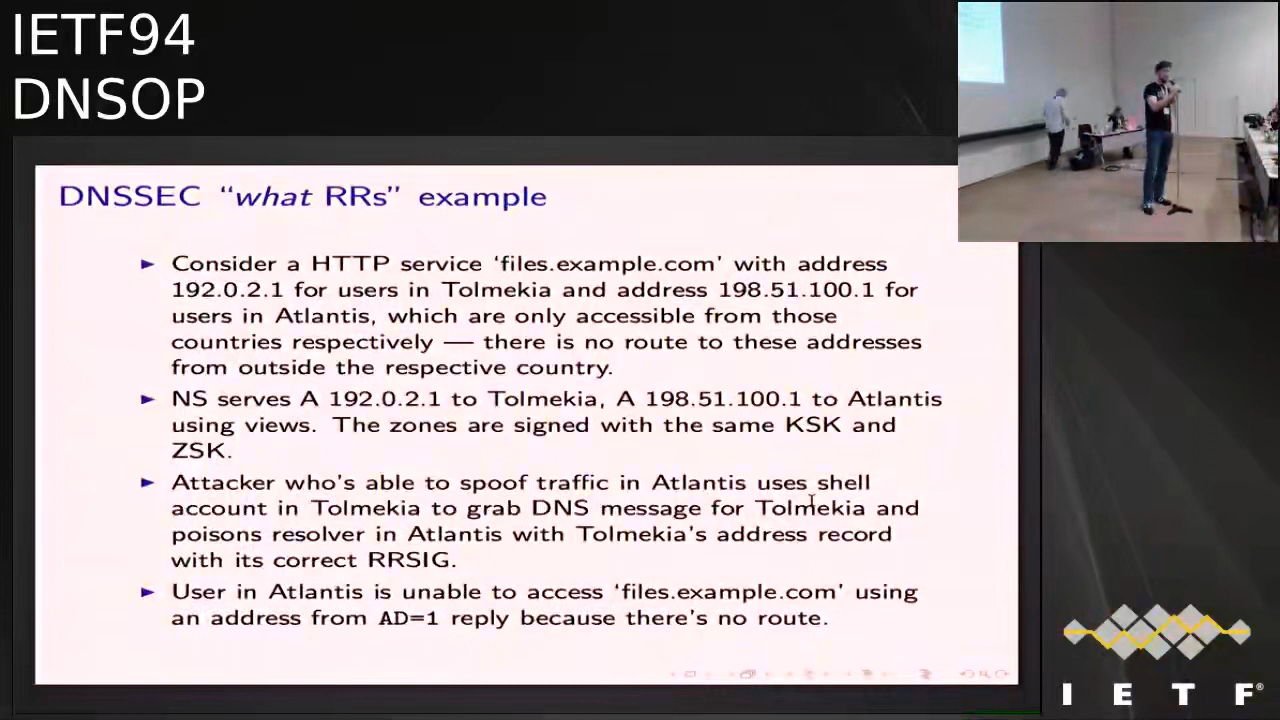 IETF94
DNSOP
DNSSEC “what RRs” example
► Consider a HTTP service ‘files.example.com’ with address
192.0.2.1 for users in Tolmekia and address 198.51.100.1 for
users in Atlantis, which are only accessible from those
countries respectively — there is no route to these addresses
from outside the respective country.
► NS serves A 192.0.2.1 to Tolmekia, A 198.51.100.1 to Atlantis
using views. The zones are signed with the same KSK and
ZSK.
► Attacker who’s able to spoof traffic in Atlantis uses shell
account in Tolmekia to grab DNS message for Tolmekia and
poisons resolver in Atlantis with Tolmekia’s address record
with its correct RRSIG.
► User in Atlantis is unable to access ‘files.example.com’ using
an address from AD=1 reply because there’s no route.
I E T F®